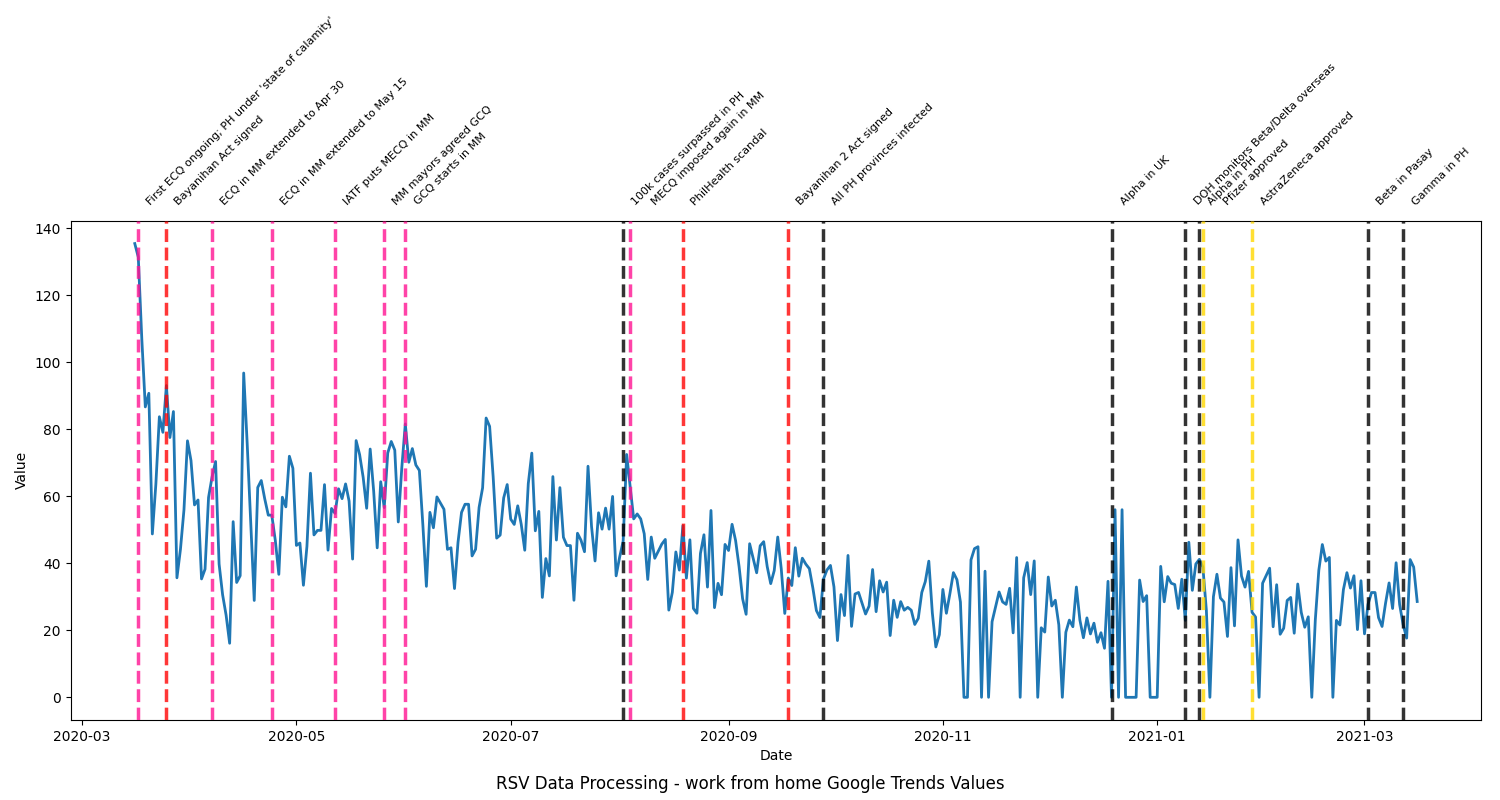 First ECQ ongoing; PH under 'state of calamity'
Bayanihan Act signed
ECQ in MM extended to Apr 30
ECQ in MM extended to May 15
IATF puts MECQ in MM
MM mayors agreed GCQ
GCQ starts in MM
100k cases surpassed in PH
MECQ imposed again in MM
PhilHealth scandal
Bayanihan 2 Act signed
All PH provinces infected
Alpha in UK
DOH monitors Beta/Delta overseas
Alpha in PH
Pfizer approved
AstraZeneca approved
Beta in Pasay
Gamma in PH
140
120
100
80
60
40
20
0
Value
2020-03 2020-05 2020-07 2020-09 2020-11 2021-01 2021-03
Date
RSV Data Processing - work from home Google Trends Values